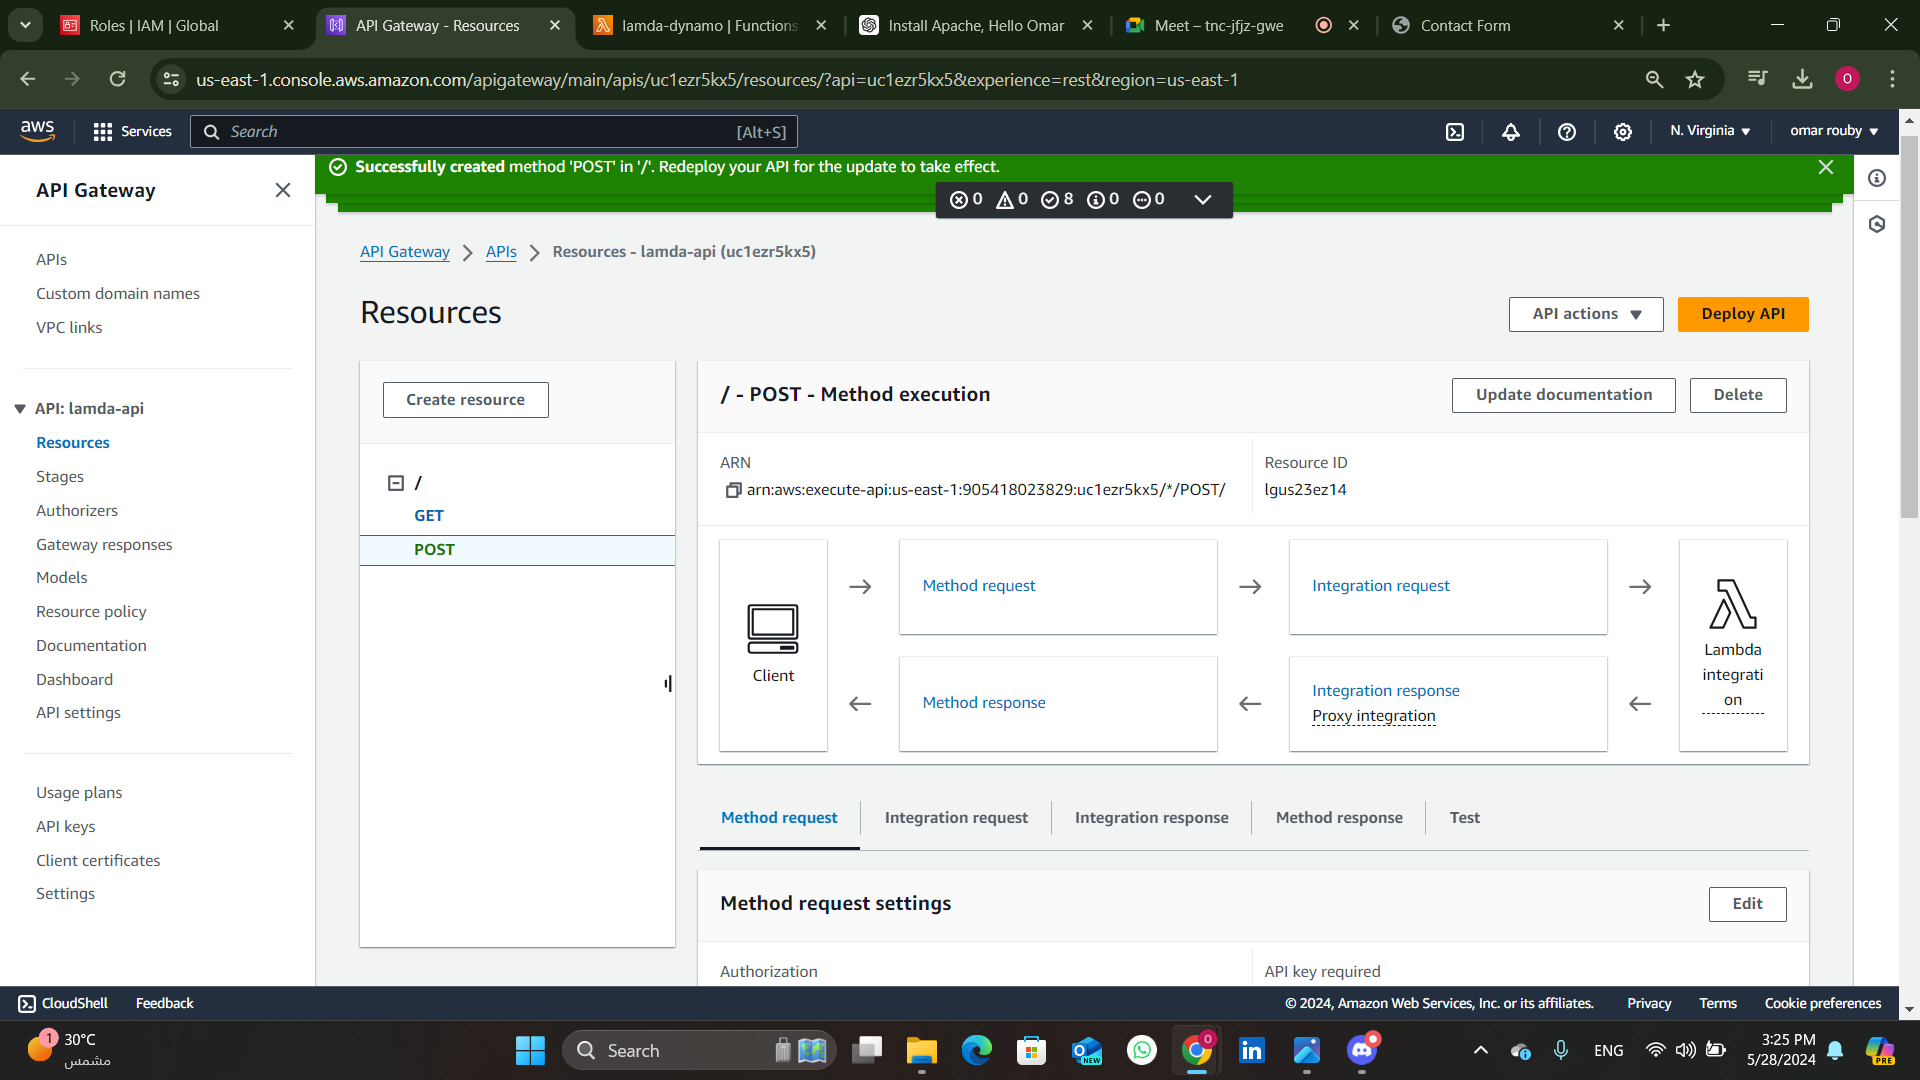 Roles | IAM | Global
API Gateway - Resources
lamda-dynamo | Functions
Install Apache, Hello Omar
Meet – tnc-jfjz-gwe
Contact Form
us-east-1.console.aws.amazon.com/apigateway/main/apis/uc1ezr5kx5/resources/?api=uc1ezr5kx5&experience=rest&region=us-east-1
O
aws
Services
Search
[Alt+S]
N. Virginia
omar rouby
API Gateway
APIs
Custom domain names
VPC links
API: lamda-api
Resources
Stages
Authorizers
Gateway responses
Models
Resource policy
Documentation
Dashboard
API settings
Usage plans
API keys
Client certificates
Settings
Successfully created method 'POST' in '/'. Redeploy your API for the update to take effect.
0 0 8 0 0
API Gateway > APIs > Resources - lamda-api (uc1ezr5kx5)
Resources
API actions
Deploy API
Create resource
/
GET
POST
/ - POST - Method execution
Update documentation
Delete
ARN
arn:aws:execute-api:us-east-1:905418023829:uc1ezr5kx5/*/POST/
Resource ID
lgus23ez14
Client
Method request
Integration request
Method response
Integration response
Proxy integration
Lambda
integrati
on
Method request
Integration request
Integration response
Method response
Test
Method request settings
Edit
Authorization
API key required
CloudShell
Feedback
© 2024, Amazon Web Services, Inc. or its affiliates.
Privacy
Terms
Cookie preferences
1
30°C
مشمس
Search
NEW
ENG
3:25 PM
5/28/2024
PRE